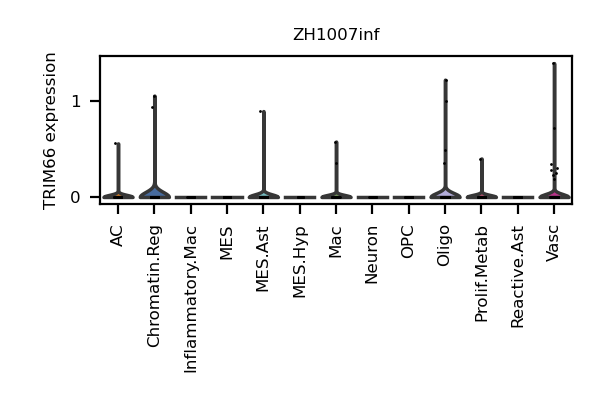 ZH1007inf
TRIM66 expression
1
0
AC
Chromatin.Reg
Inflammatory.Mac
MES
MES.Ast
MES.Hyp
Mac
Neuron
OPC
Oligo
Prolif.Metab
Reactive.Ast
Vasc